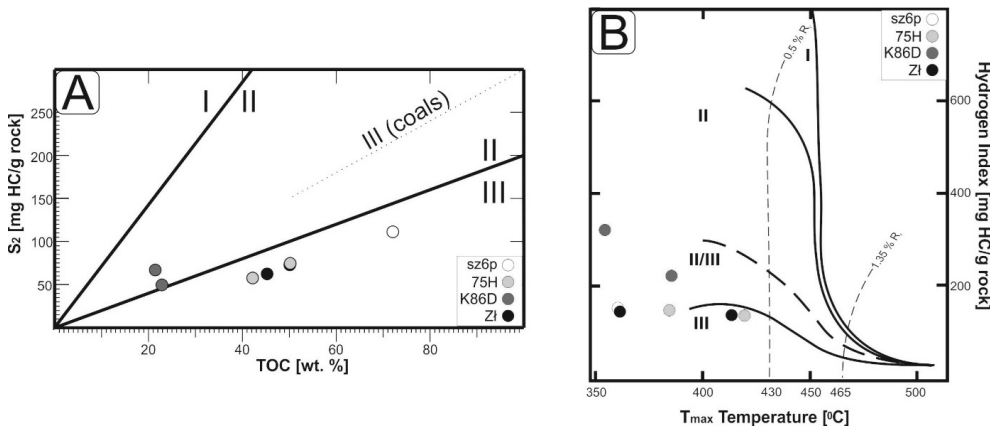 A
I
II
III (coals)
II
III
250
200
150
100
50
20
40
60
80
S₂ [mg HC/g rock]
TOC [wt. %]
sz6p
75H
K86D
Zł
B
sz6p
75H
K86D
Zł
I
II
II/III
III
0.5 % R
1.35 % R
600
400
200
350
400
430
450
465
500
Hydrogen Index [mg HC/g rock]
Tmax Temperature [⁰C]